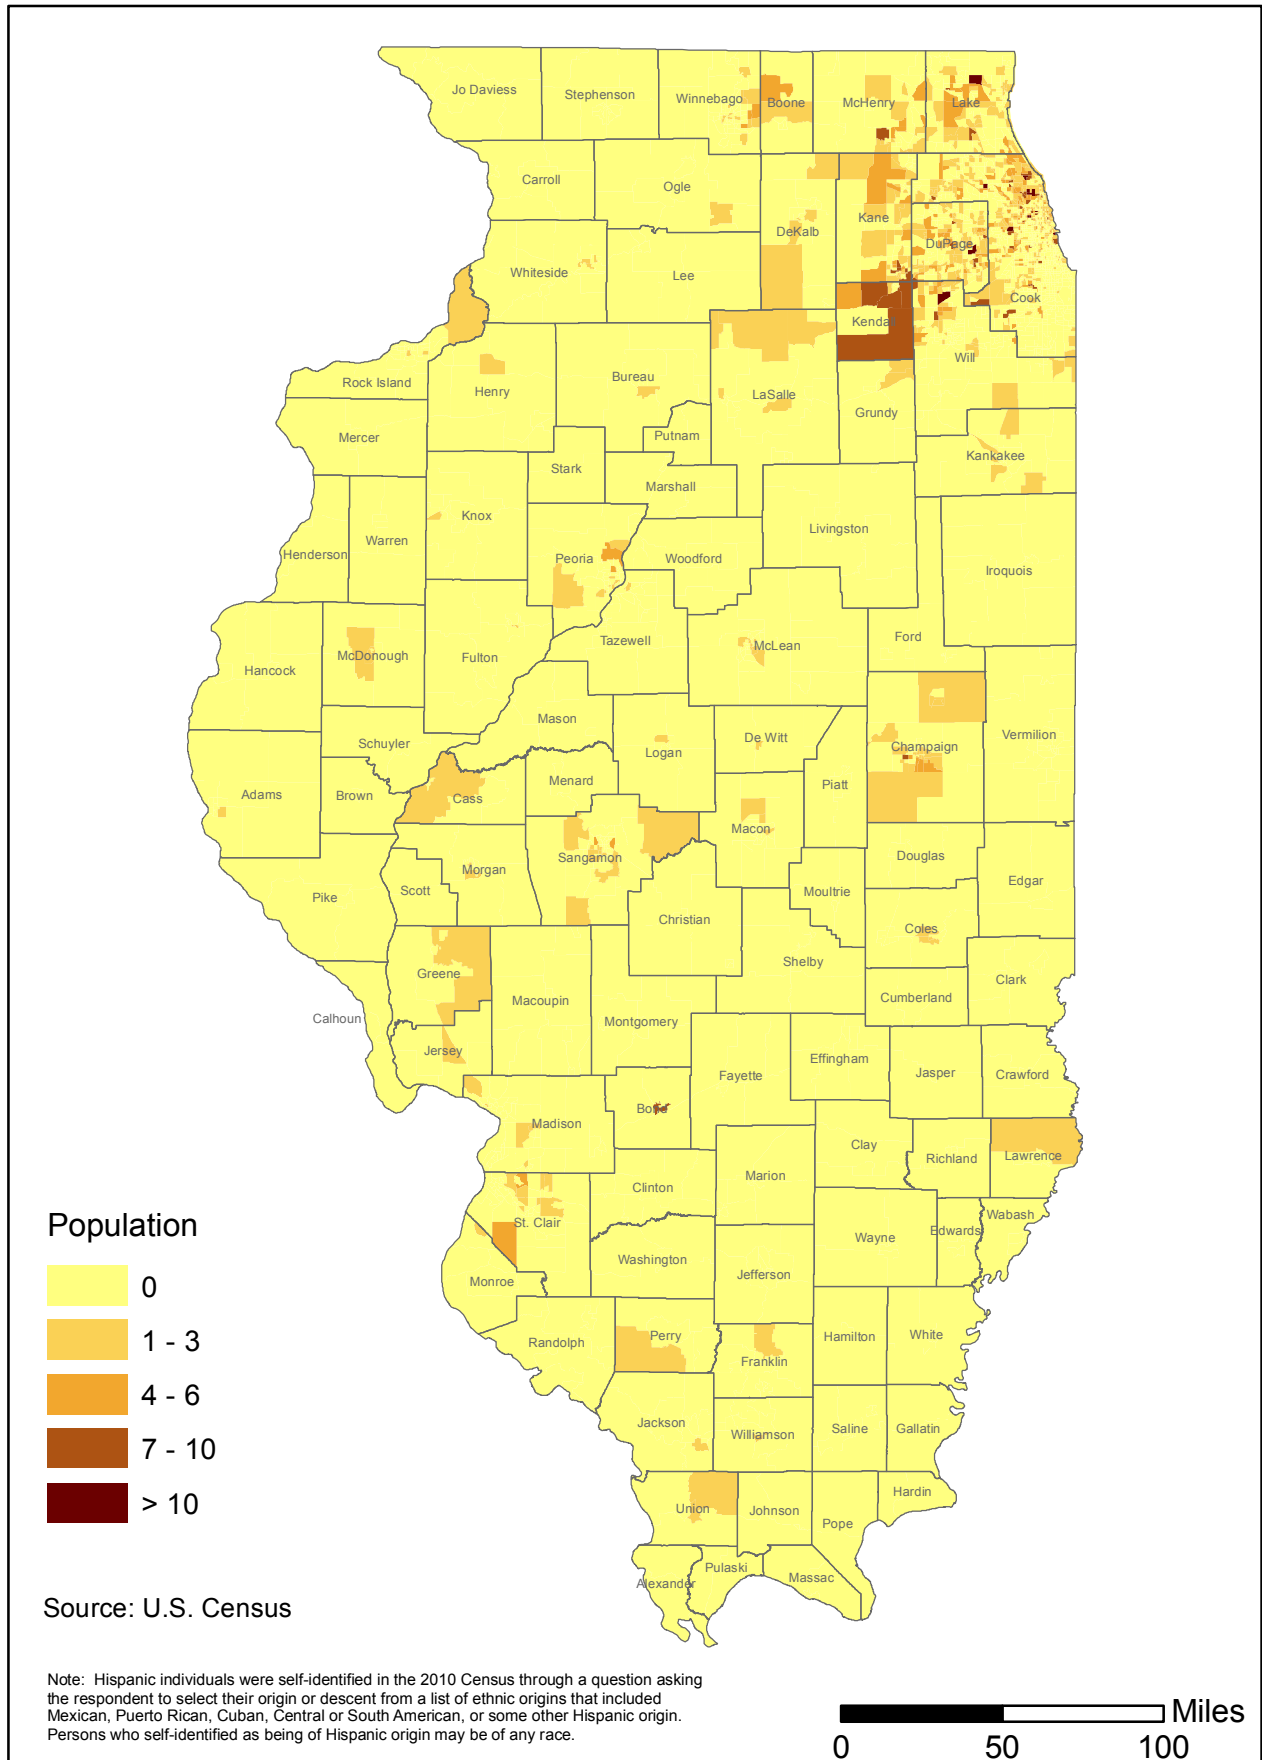 Jo Daviess
Stephenson
Winnebago
Boone
McHenry
Lake
Carroll
Ogle
Kane
DeKalb
DuPage
Whiteside
Lee
Cook
Kendall
Will
Rock Island
Henry
Bureau
LaSalle
Grundy
Mercer
Putnam
Kankakee
Stark
Marshall
Knox
Livingston
Henderson
Warren
Peoria
Woodford
Iroquois
Hancock
McDonough
Fulton
Tazewell
McLean
Ford
Mason
Schuyler
Logan
De Witt
Champaign
Vermilion
Adams
Brown
Cass
Menard
Piatt
Macon
Sangamon
Morgan
Scott
Pike
Douglas
Edgar
Moultrie
Christian
Coles
Greene
Shelby
Clark
Macoupin
Cumberland
Calhoun
Montgomery
Jersey
Effingham
Fayette
Jasper
Crawford
Bond
Madison
Clay
Richland
Lawrence
Marion
Clinton
St. Clair
Wabash
Edwards
Wayne
Washington
Jefferson
Monroe
Randolph
Perry
Hamilton
White
Franklin
Jackson
Williamson
Saline
Gallatin
Hardin
Union
Johnson
Pope
Pulaski
Massac
Alexander
Population
0
1 - 3
4 - 6
7 - 10
> 10
Source: U.S. Census
Note: Hispanic individuals were self-identified in the 2010 Census through a question asking
the respondent to select their origin or descent from a list of ethnic origins that included
Mexican, Puerto Rican, Cuban, Central or South American, or some other Hispanic origin.
Persons who self-identified as being of Hispanic origin may be of any race.
Miles
0 50 100